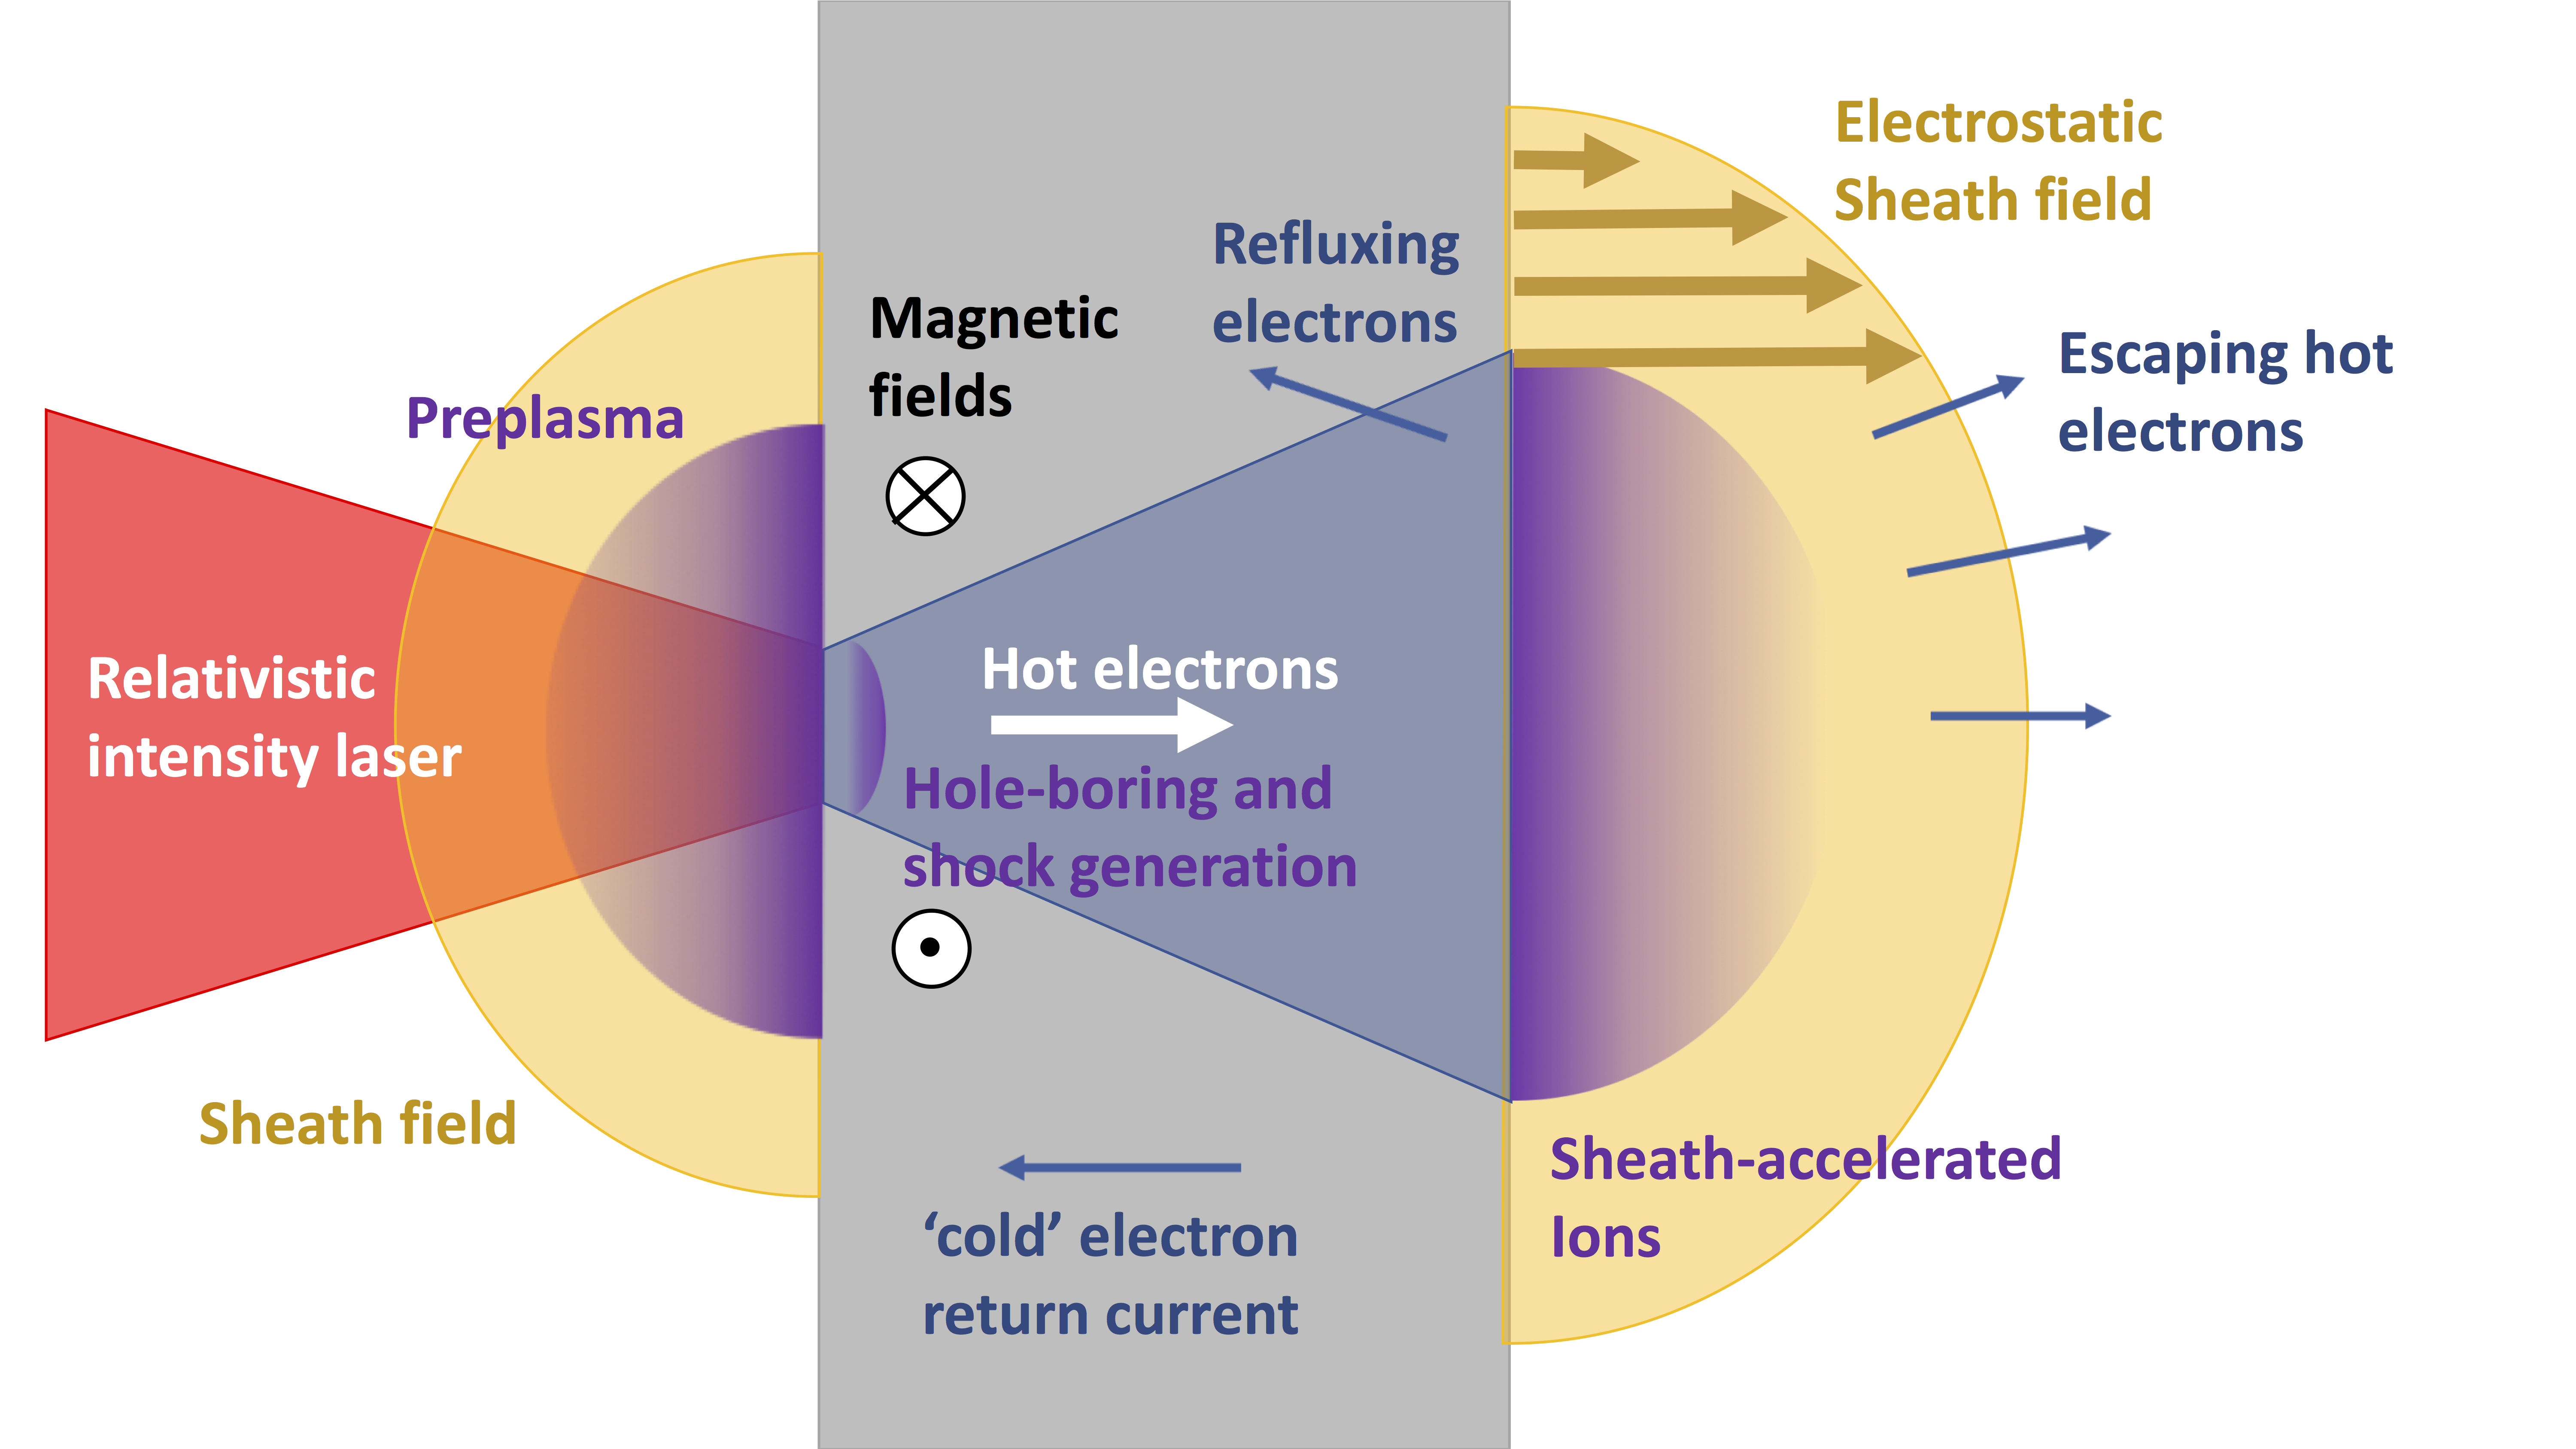 Electrostatic
Sheath field
Refluxing
electrons
Magnetic
fields
Escaping hot
electrons
Preplasma
Relativistic
intensity laser
Hot electrons
Hole-boring and
shock generation
Sheath field
Sheath-accelerated
Ions
‘cold’ electron
return current